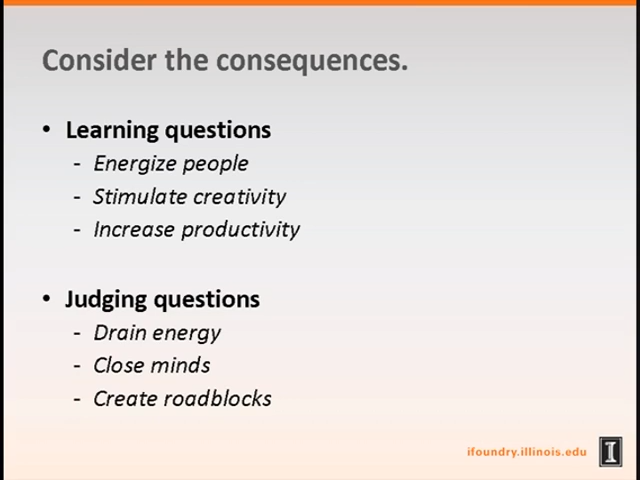 Consider the consequences.
• Learning questions
- Energize people
- Stimulate creativity
- Increase productivity
• Judging questions
- Drain energy
- Close minds
- Create roadblocks
ifoundry.illinois.edu
I